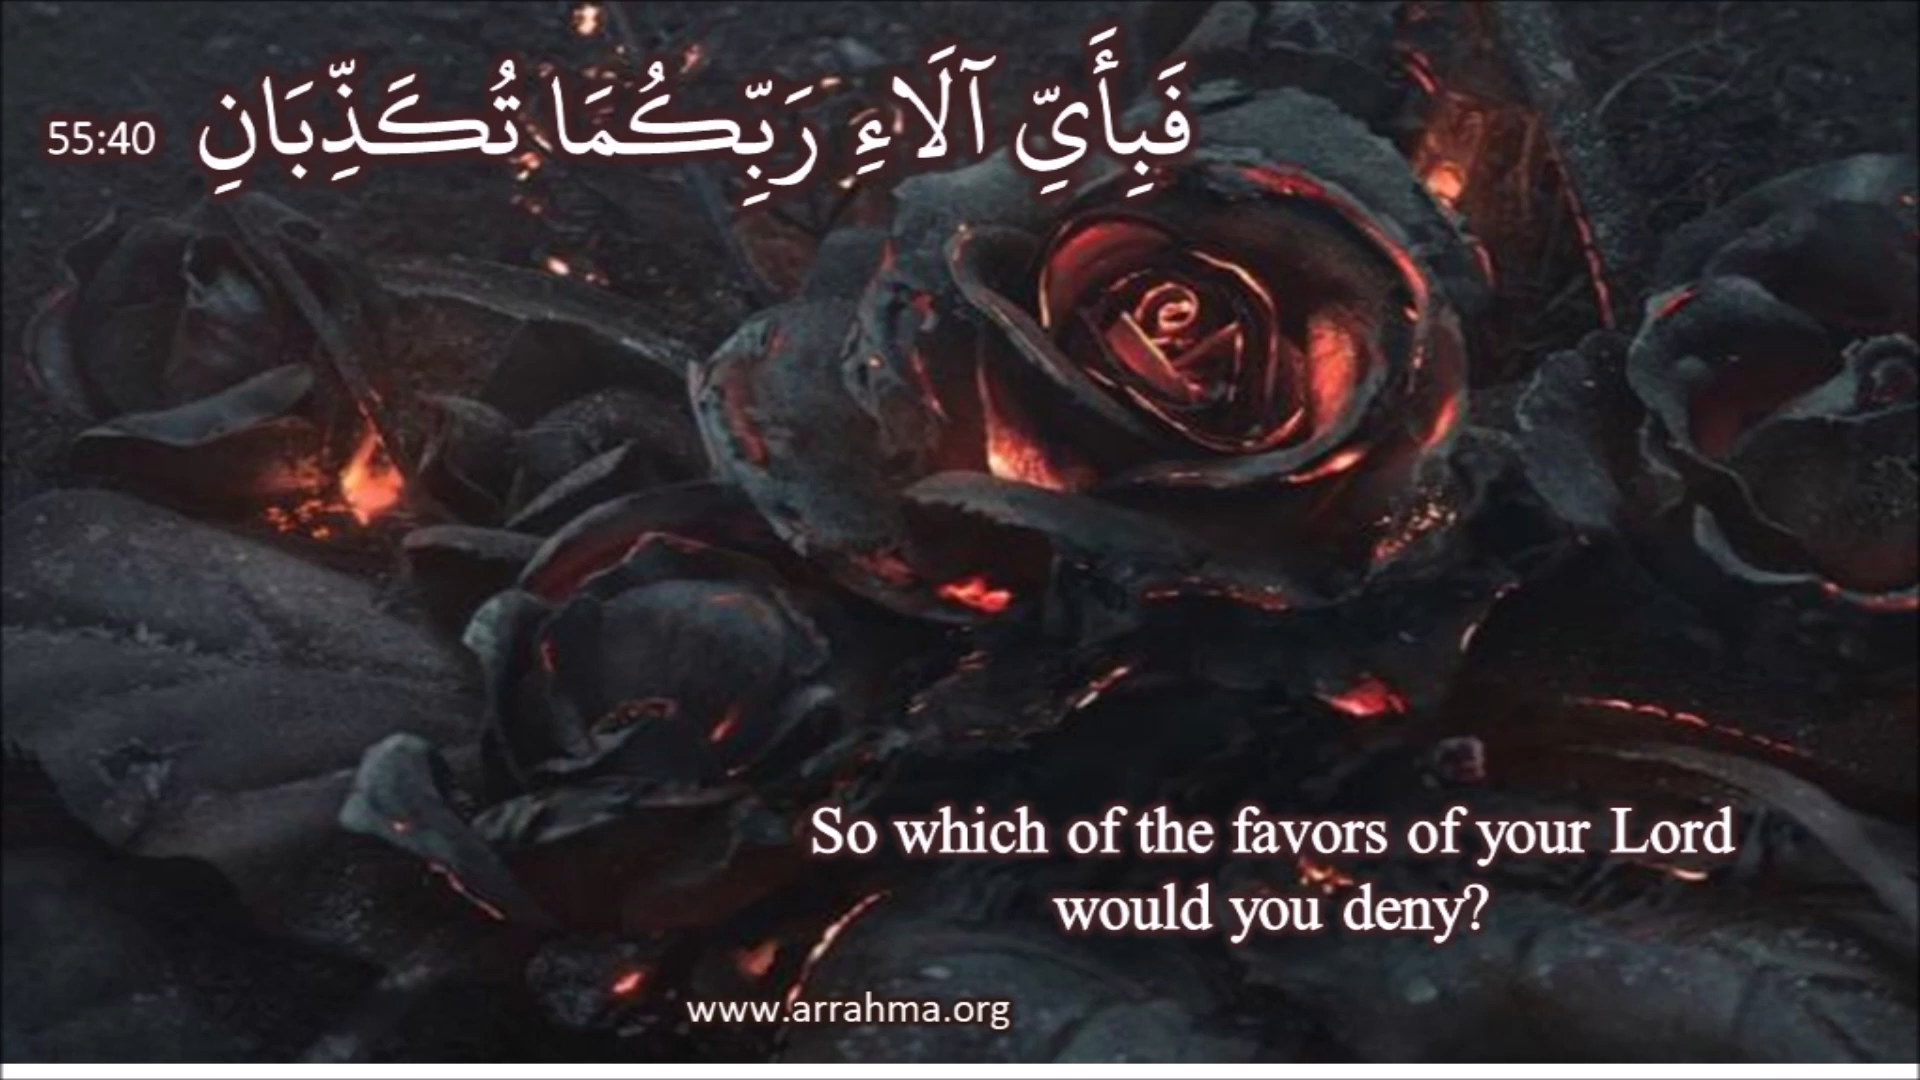 فَبِأَيِّ آلَاءِ رَبِّكُمَا تُكَذِّبَانِ 55:40
So which of the favors of your Lord
would you deny?
www.arrahma.org